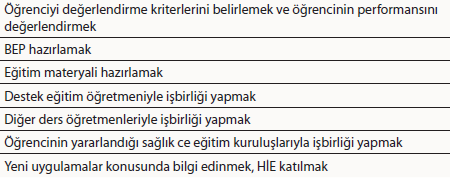 Öğrenciyi değerlendirme kriterlerini belirlemek ve öğrencinin performansını
değerlendirmek
BEP hazırlamak
Eğitim materyali hazırlamak
Destek eğitim öğretmeniyle işbirliği yapmak
Diğer ders öğretmenleriyle işbirliği yapmak
Öğrencinin yararlandığı sağlık ce eğitim kuruluşlarıyla işbirliği yapmak
Yeni uygulamalar konusunda bilgi edinmek, HİE katılmak